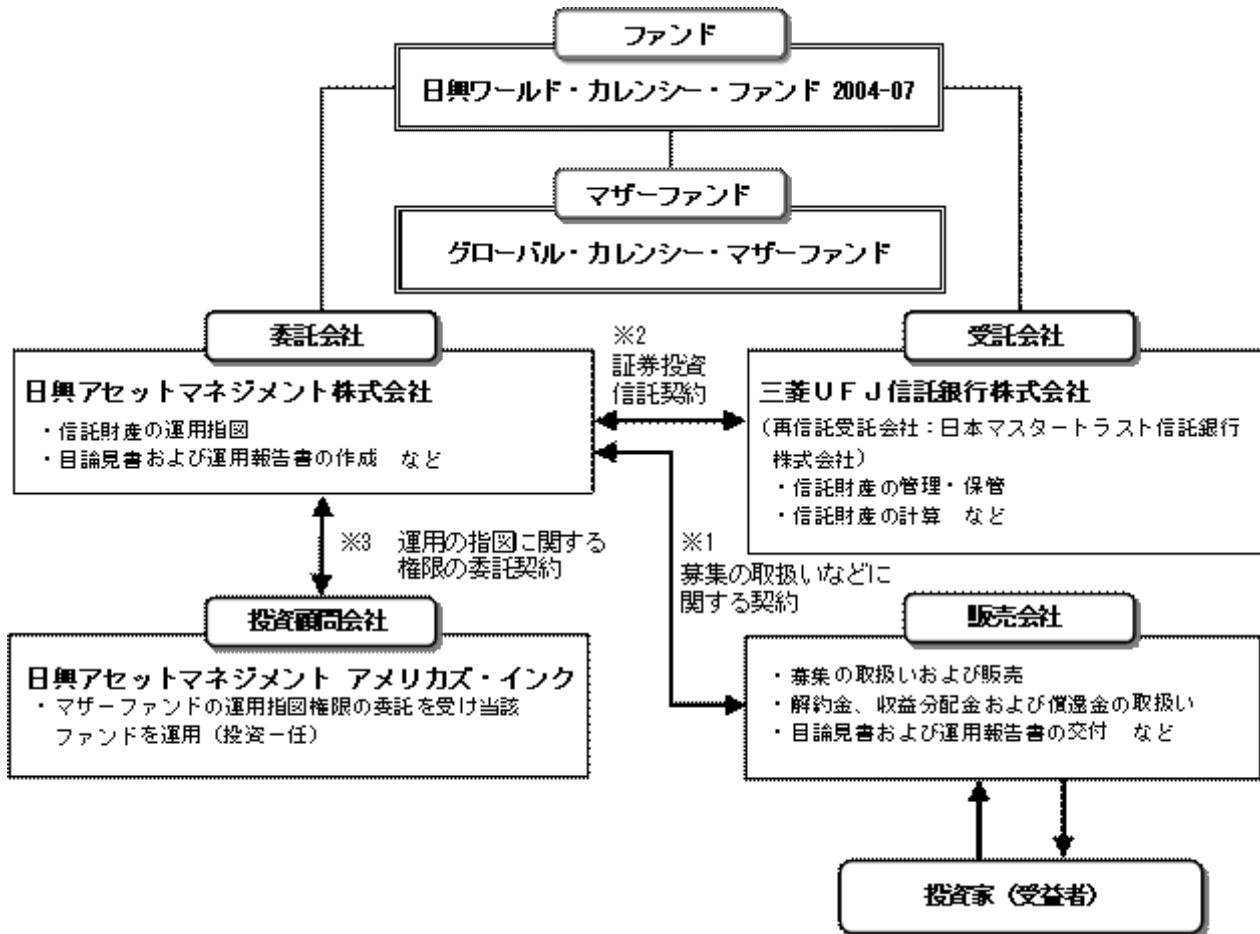 ファンド
日興ワールド・カレンシー・ファンド 2004-07
マザーファンド
グローバル・カレンシー・マザーファンド
委託会社
日興アセットマネジメント株式会社
・信託財産の運用指図
・目論見書および運用報告書の作成 など
※2
証券投資
信託契約
受託会社
三菱UFJ信託銀行株式会社
(再信託受託会社:日本マスタートラスト信託銀行
株式会社)
・信託財産の管理・保管
・信託財産の計算 など
※3 運用の指図に関する
権限の委託契約
※1
募集の取扱いなどに
関する契約
投資顧問会社
日興アセットマネジメント アメリカズ・インク
・マザーファンドの運用指図権限の委託を受け当該
ファンドを運用(投資一任)
販売会社
・募集の取扱いおよび販売
・解約金、収益分配金および償還金の取扱い
・目論見書および運用報告書の交付 など
投資家(受益者)